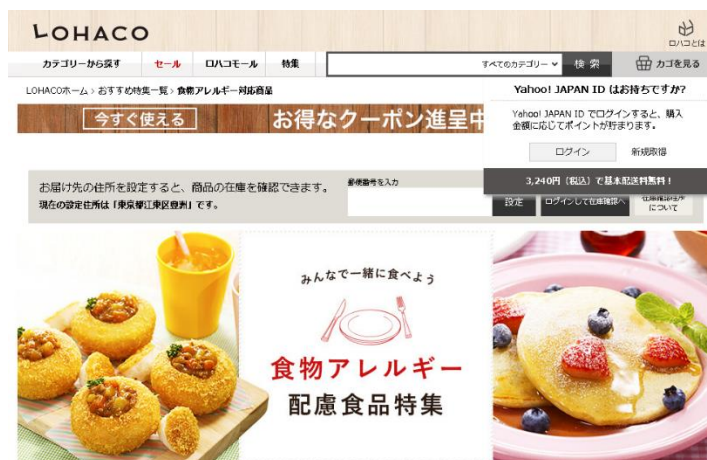 LOHACO
ロハコとは
カテゴリーから探す セール ロハコモール 特集 すべてのカテゴリー 検索 カゴを見る
LOHACOホーム > おすすめ特集一覧 > 食物アレルギー対応商品
今すぐ使える お得なクーポン進呈中
Yahoo! JAPAN ID はお持ちですか?
Yahoo! JAPAN ID でログインすると、購入
金額に応じてポイントが貯まります。
ログイン 新規取得
3,240円（税込）で基本配送料無料！
お届け先の住所を設定すると、商品の在庫を確認できます。
現在の設定住所は「東京都江東区豊洲」です。
郵便番号を入力
設定 ログインして在庫確認へ
について
みんなで一緒に食べよう
食物アレルギー
配慮食品特集